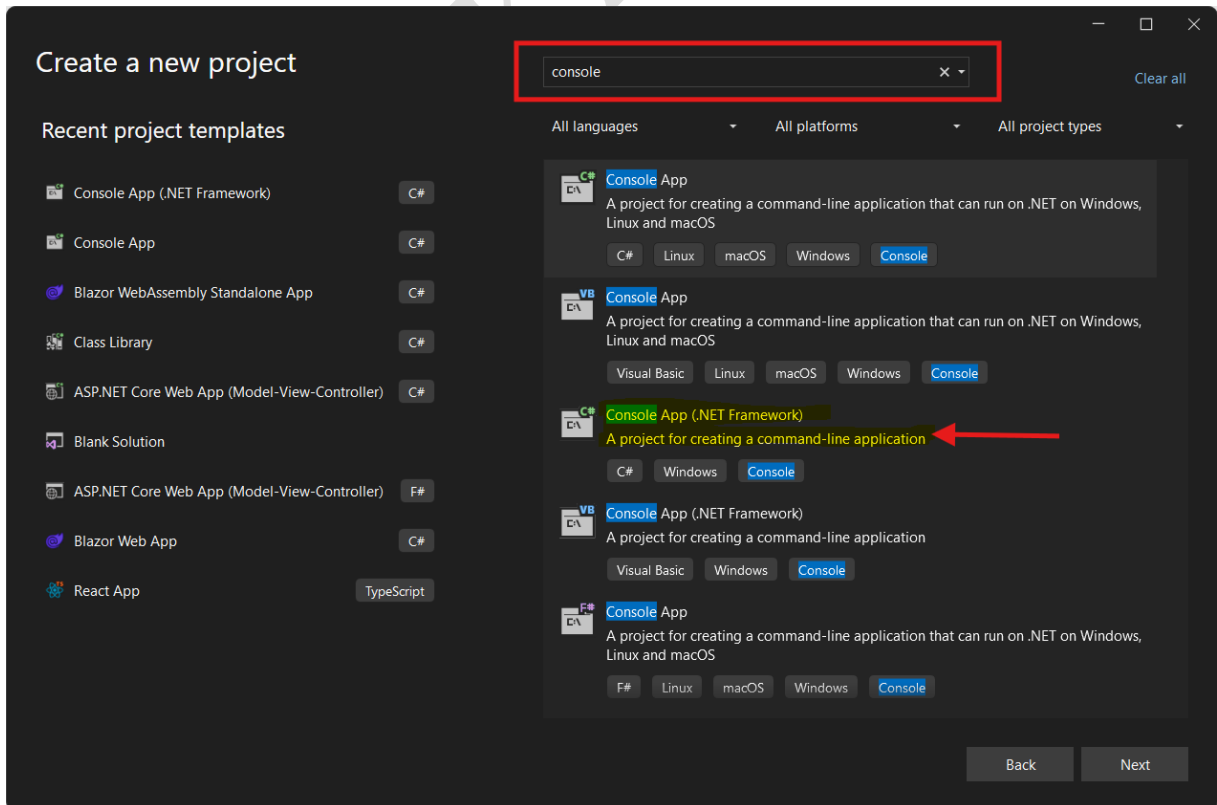 Create a new project
console
Clear all
Recent project templates
All languages
All platforms
All project types
Console App (.NET Framework)
C#
Console App
C#
Blazor WebAssembly Standalone App
C#
Class Library
C#
ASP.NET Core Web App (Model-View-Controller)
C#
Blank Solution
ASP.NET Core Web App (Model-View-Controller)
F#
Blazor Web App
C#
React App
TypeScript
C#
C:\
Console App
A project for creating a command-line application that can run on .NET on Windows,
Linux and macOS
C# Linux macOS Windows Console
VB
C:\
Console App
A project for creating a command-line application that can run on .NET on Windows,
Linux and macOS
Visual Basic Linux macOS Windows Console
C#
C:\
Console App (.NET Framework)
A project for creating a command-line application
C# Windows Console
VB
C:\
Console App (.NET Framework)
A project for creating a command-line application
Visual Basic Windows Console
F#
C:\
Console App
A project for creating a command-line application that can run on .NET on Windows,
Linux and macOS
F# Linux macOS Windows Console
Back
Next